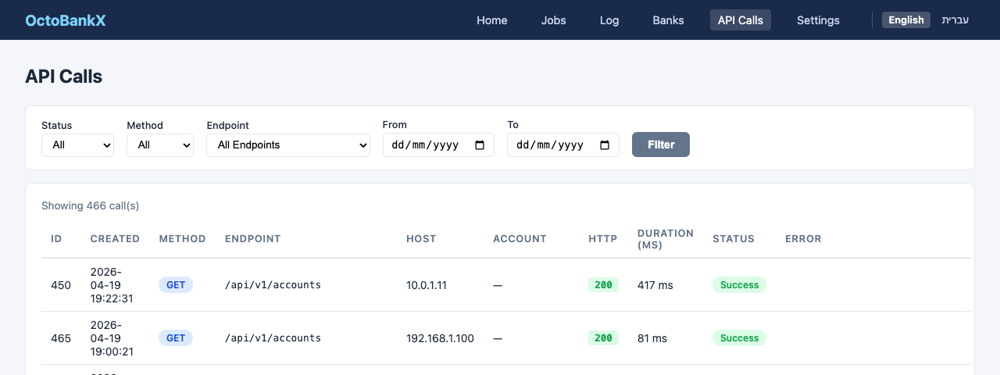 OctoBankX Home Jobs Log Banks API Calls Settings English עברית
API Calls
Status Method Endpoint From To
All All All Endpoints dd/mm/yyyy dd/mm/yyyy Filter
Showing 466 call(s)
ID CREATED METHOD ENDPOINT HOST ACCOUNT HTTP DURATION (MS) STATUS ERROR
450 2026-04-19 19:22:31 GET /api/v1/accounts 10.0.1.11 — 200 417 ms Success
465 2026-04-19 19:00:21 GET /api/v1/accounts 192.168.1.100 — 200 81 ms Success